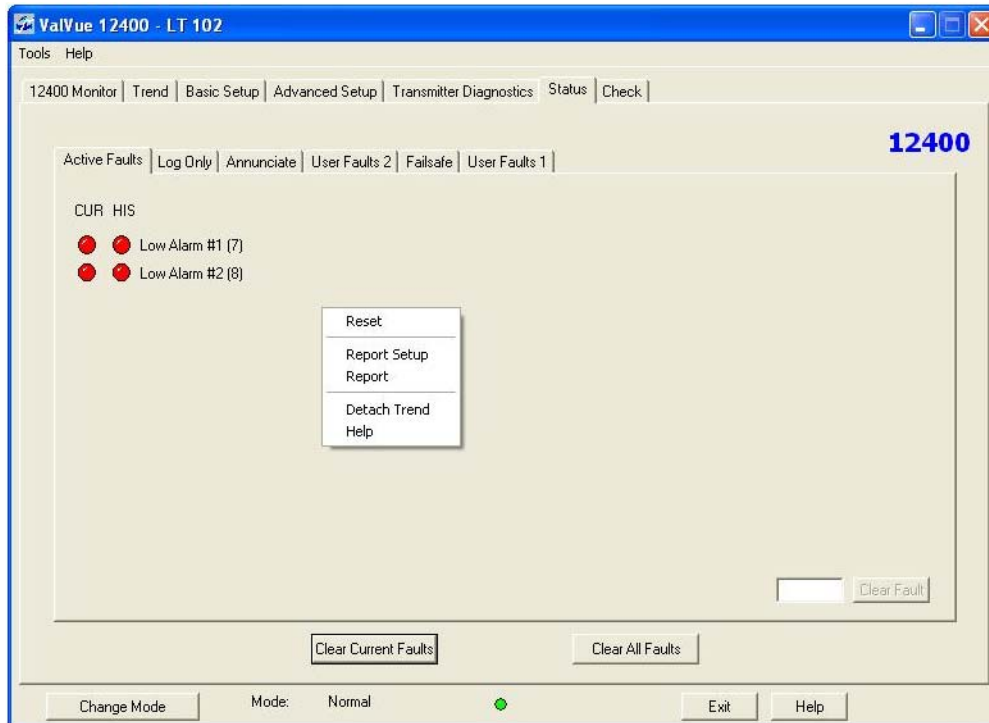 ValVue 12400 - LT 102
Tools Help
12400 Monitor Trend Basic Setup Advanced Setup Transmitter Diagnostics Status Check
12400
Active Faults Log Only Annunciate User Faults 2 Failsafe User Faults 1
CUR HIS
Low Alarm #1 (7)
Low Alarm #2 (8)
Reset
Report Setup
Report
Detach Trend
Help
Clear Fault
Clear Current Faults Clear All Faults
Change Mode Mode: Normal Exit Help